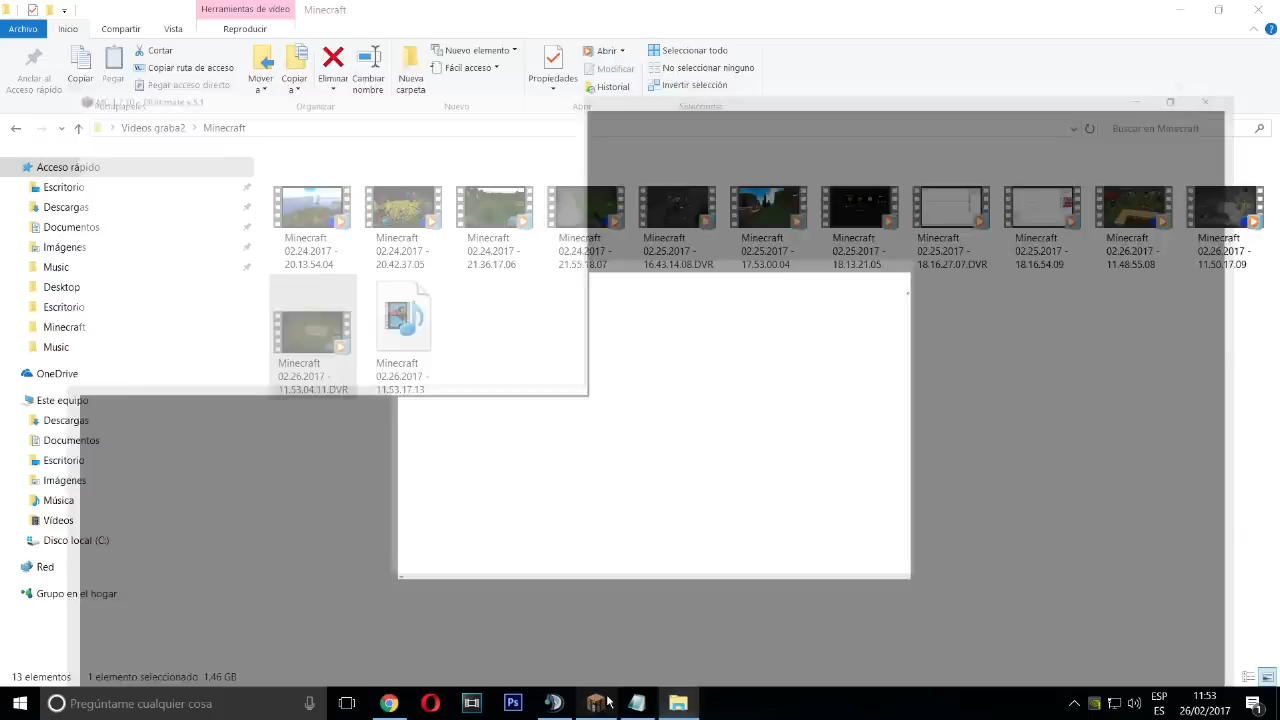 Herramientas de vídeo
Minecraft
Archivo
Inicio
Compartir
Vista
Reproducir
Anclar al
Acceso rápido
Copiar
Pegar
Cortar
Copiar ruta de acceso
Pegar acceso directo
Mover
a
Copiar
a
Eliminar
Cambiar
nombre
Nueva
carpeta
Nuevo elemento
Fácil acceso
Propiedades
Abrir
Modificar
Historial
Seleccionar todo
No seleccionar ninguno
Invertir selección
Portapapeles
Organizar
Nuevo
Abrir
Seleccionar
Videos graba2
Minecraft
Buscar en Minecraft
Acceso rápido
Escritorio
Descargas
Documentos
Imágenes
Music
Desktop
Escritorio
Minecraft
Music
OneDrive
Este equipo
Descargas
Documentos
Escritorio
Imágenes
Música
Vídeos
Disco local (C:)
Red
Grupo en el hogar
Minecraft
02.24.2017 -
20.13.54.04
Minecraft
02.24.2017 -
20.42.37.05
Minecraft
02.24.2017 -
21.36.17.06
Minecraft
02.24.2017 -
21.55.18.07
Minecraft
02.25.2017 -
16.43.14.08.DVR
Minecraft
02.25.2017 -
17.53.00.04
Minecraft
02.25.2017 -
18.13.21.05
Minecraft
02.25.2017 -
18.16.27.07.DVR
Minecraft
02.25.2017 -
18.16.54.09
Minecraft
02.26.2017 -
11.48.55.08
Minecraft
02.26.2017 -
11.50.17.09
Minecraft
02.26.2017 -
11.53.04.11.DVR
Minecraft
02.26.2017 -
11.53.17.13
13 elementos
1 elemento seleccionado 1,46 GB
Pregúntame cualquier cosa
Ps
ESP
ES
11:53
26/02/2017